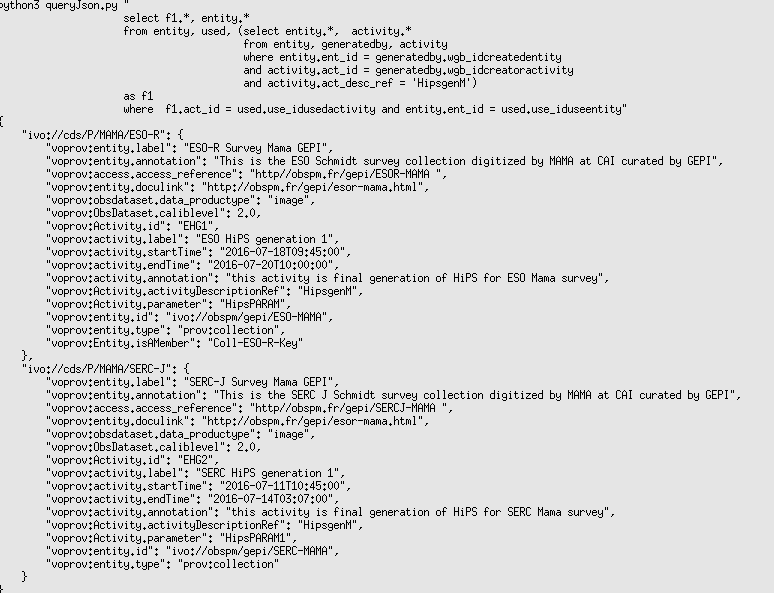 python3 queryJson.py "
select f1.*, entity.*
from entity, used, (select entity.*, activity.*
from entity, generatedby, activity
where entity.ent_id = generatedby.wgb_idcreatedentity
and activity.act_id = generatedby.wgb_idcreatoractivity
and activity.act_desc_ref = 'HipsgenM')
as f1
where f1.act_id = used.use_idusedactivity and entity.ent_id = used.use_iduseentity"
{
"ivo://cds/P/MAMA/ESO-R": {
"voprov:entity.label": "ESO-R Survey Mama GEPI",
"voprov:entity.annotation": "This is the ESO Schmidt survey collection digitized by MAMA at CAI curated by GEPI",
"voprov:access.access_reference": "http//obspm.fr/gepi/ESOR-MAMA ",
"voprov:entity.doculink": "http://obspm.fr/gepi/esor-mama.html",
"voprov:obsdataset.data_productype": "image",
"voprov:ObsDataset.caliblevel": 2.0,
"voprov:Activity.id": "EHG1",
"voprov:activity.label": "ESO HiPS generation 1",
"voprov:activity.startTime": "2016-07-18T09:45:00",
"voprov:activity.endTime": "2016-07-20T10:00:00",
"voprov:activity.annotation": "this activity is final generation of HiPS for ESO Mama survey",
"voprov:Activity.activityDescriptionRef": "HipsgenM",
"voprov:Activity.parameter": "HipsPARAM",
"voprov:entity.id": "ivo://obspm/gepi/ESO-MAMA",
"voprov:entity.type": "prov:collection",
"voprov:Entity.isAMember": "Coll-ESO-R-Key"
},
"ivo://cds/P/MAMA/SERC-J": {
"voprov:entity.label": "SERC-J Survey Mama GEPI",
"voprov:entity.annotation": "This is the SERC J Schmidt survey collection digitized by MAMA at CAI curated by GEPI",
"voprov:access.access_reference": "http//obspm.fr/gepi/SERCJ-MAMA ",
"voprov:entity.doculink": "http://obspm.fr/gepi/esor-mama.html",
"voprov:obsdataset.data_productype": "image",
"voprov:ObsDataset.caliblevel": 2.0,
"voprov:Activity.id": "EHG2",
"voprov:activity.label": "SERC HiPS generation 1",
"voprov:activity.startTime": "2016-07-11T10:45:00",
"voprov:activity.endTime": "2016-07-14T03:07:00",
"voprov:activity.annotation": "this activity is final generation of HiPS for SERC Mama survey",
"voprov:Activity.activityDescriptionRef": "HipsgenM",
"voprov:Activity.parameter": "HipsPARAM1",
"voprov:entity.id": "ivo://obspm/gepi/SERC-MAMA",
"voprov:entity.type": "prov:collection"
}
}